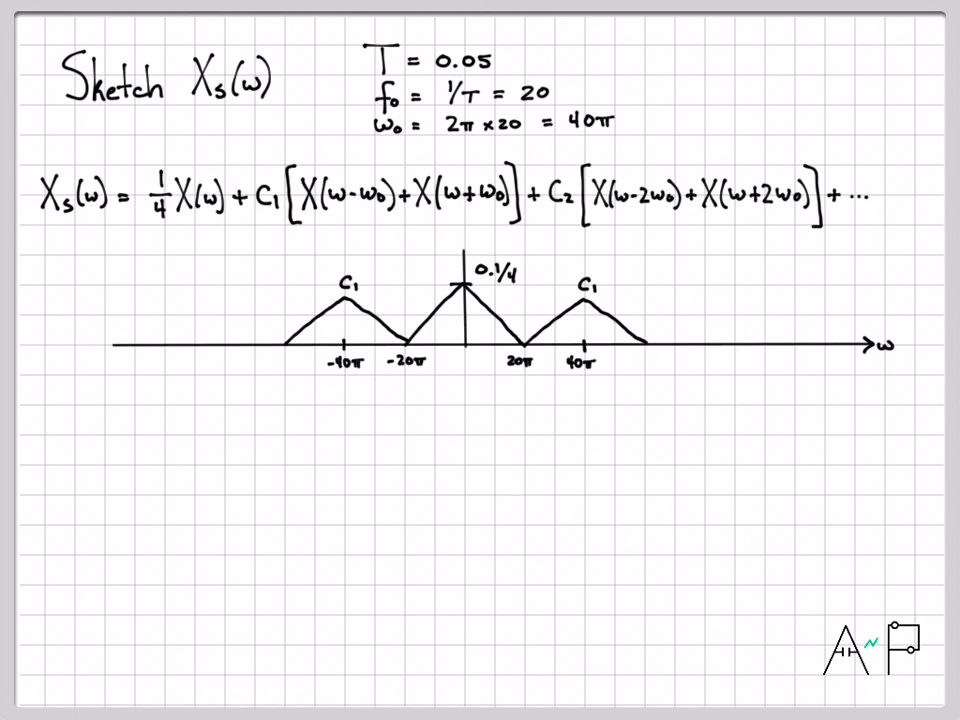 Sketch Xs(ω)
T = 0.05
f₀ = 1/T = 20
ω₀ = 2π × 20 = 40π
Xs(ω) = 1/4 X(ω) + C₁ [X(ω-ω₀) + X(ω+ω₀)] + C₂ [X(ω-2ω₀) + X(ω+2ω₀)] + ...
C₁ 0.1/4 C₁
-40π -20π 20π 40π ω
A P